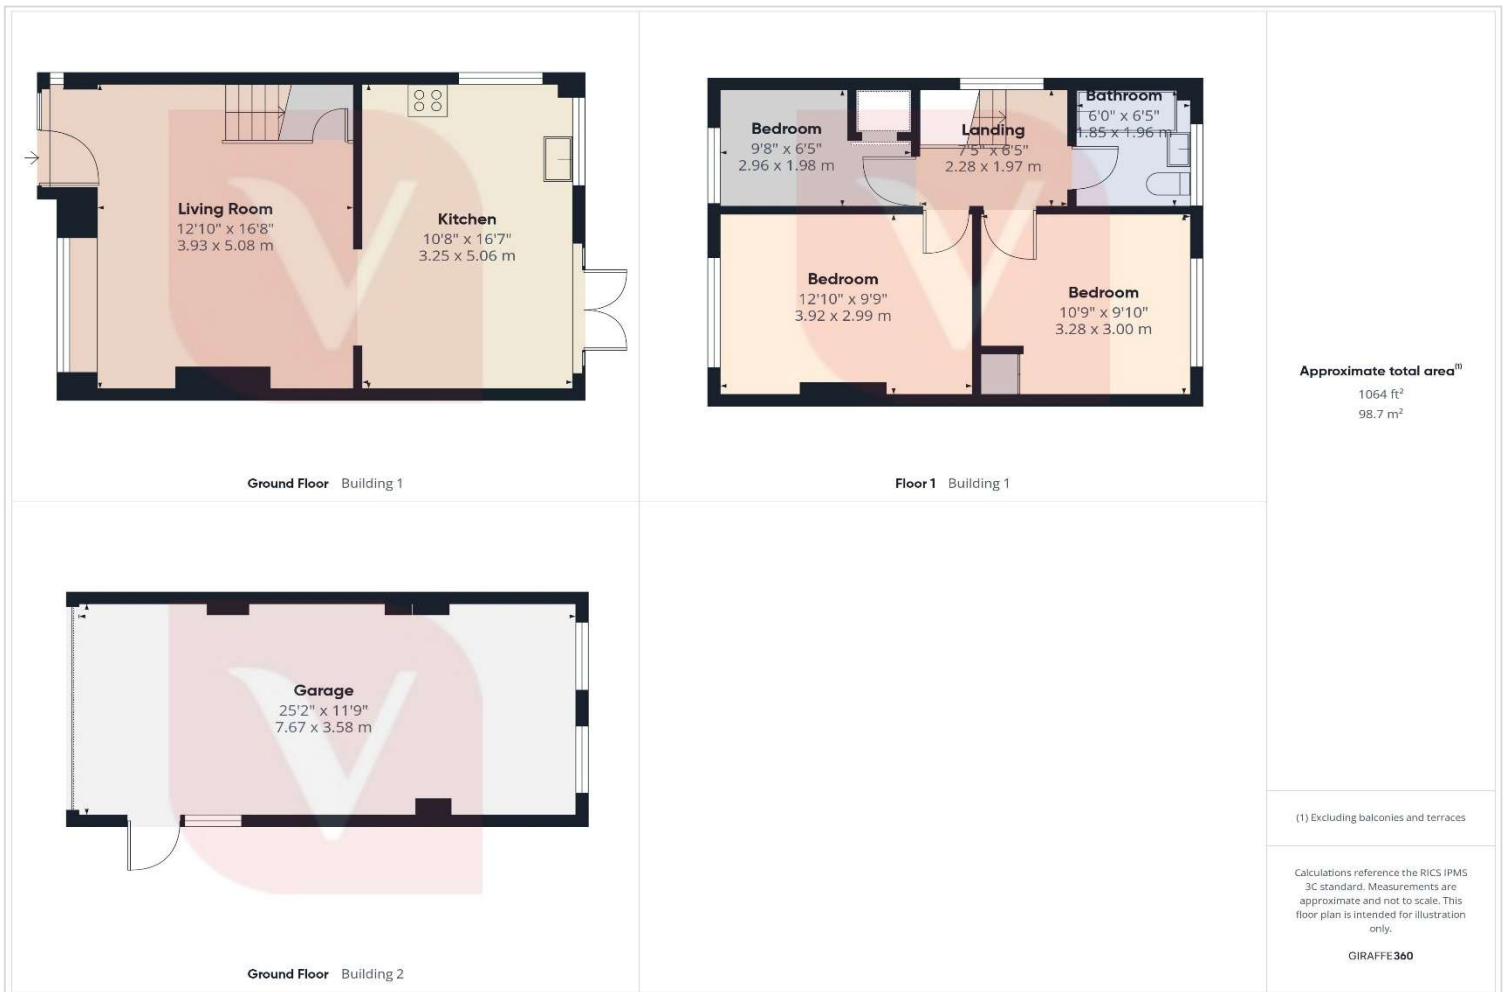 Living Room
12'10" x 16'8"
3.93 x 5.08 m
Kitchen
10'8" x 16'7"
3.25 x 5.06 m
Ground Floor Building 1
Bedroom
9'8" x 6'5"
2.96 x 1.98 m
Landing
7'5" x 6'5"
2.28 x 1.97 m
Bathroom
6'0" x 6'5"
1.85 x 1.96 m
Bedroom
12'10" x 9'9"
3.92 x 2.99 m
Bedroom
10'9" x 9'10"
3.28 x 3.00 m
Floor 1 Building 1
Garage
25'2" x 11'9"
7.67 x 3.58 m
Ground Floor Building 2
Approximate total area(1)
1064 ft²
98.7 m²
(1) Excluding balconies and terraces
Calculations reference the RICS IPMS
3C standard. Measurements are
approximate and not to scale. This
floor plan is intended for illustration
only.
GIRAFFE360